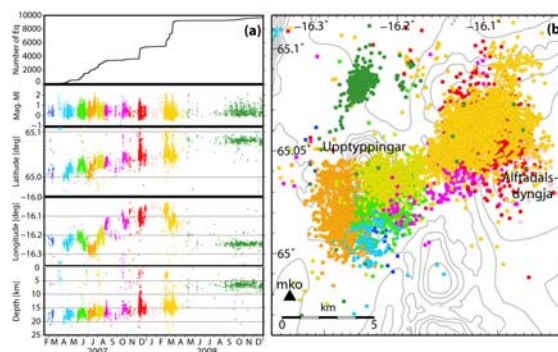 10000
8000
6000
4000
2000
0
Number of Eq
(a)
2
1
0
-1
Mag. Ml
65.1
65.0
Latitude [deg]
-16.0
-16.1
-16.2
-16.3
Longitude [deg]
0
5
10
15
20
25
Depth [km]
F M A M J J A S O N D J F M A M J J A S O N D
2007 2008
-16.3° -16.2° -16.1°
(b)
65.1°
65.05°
65°
Upptyppingar
Alftadals-
dyngja
mko
km
0 5